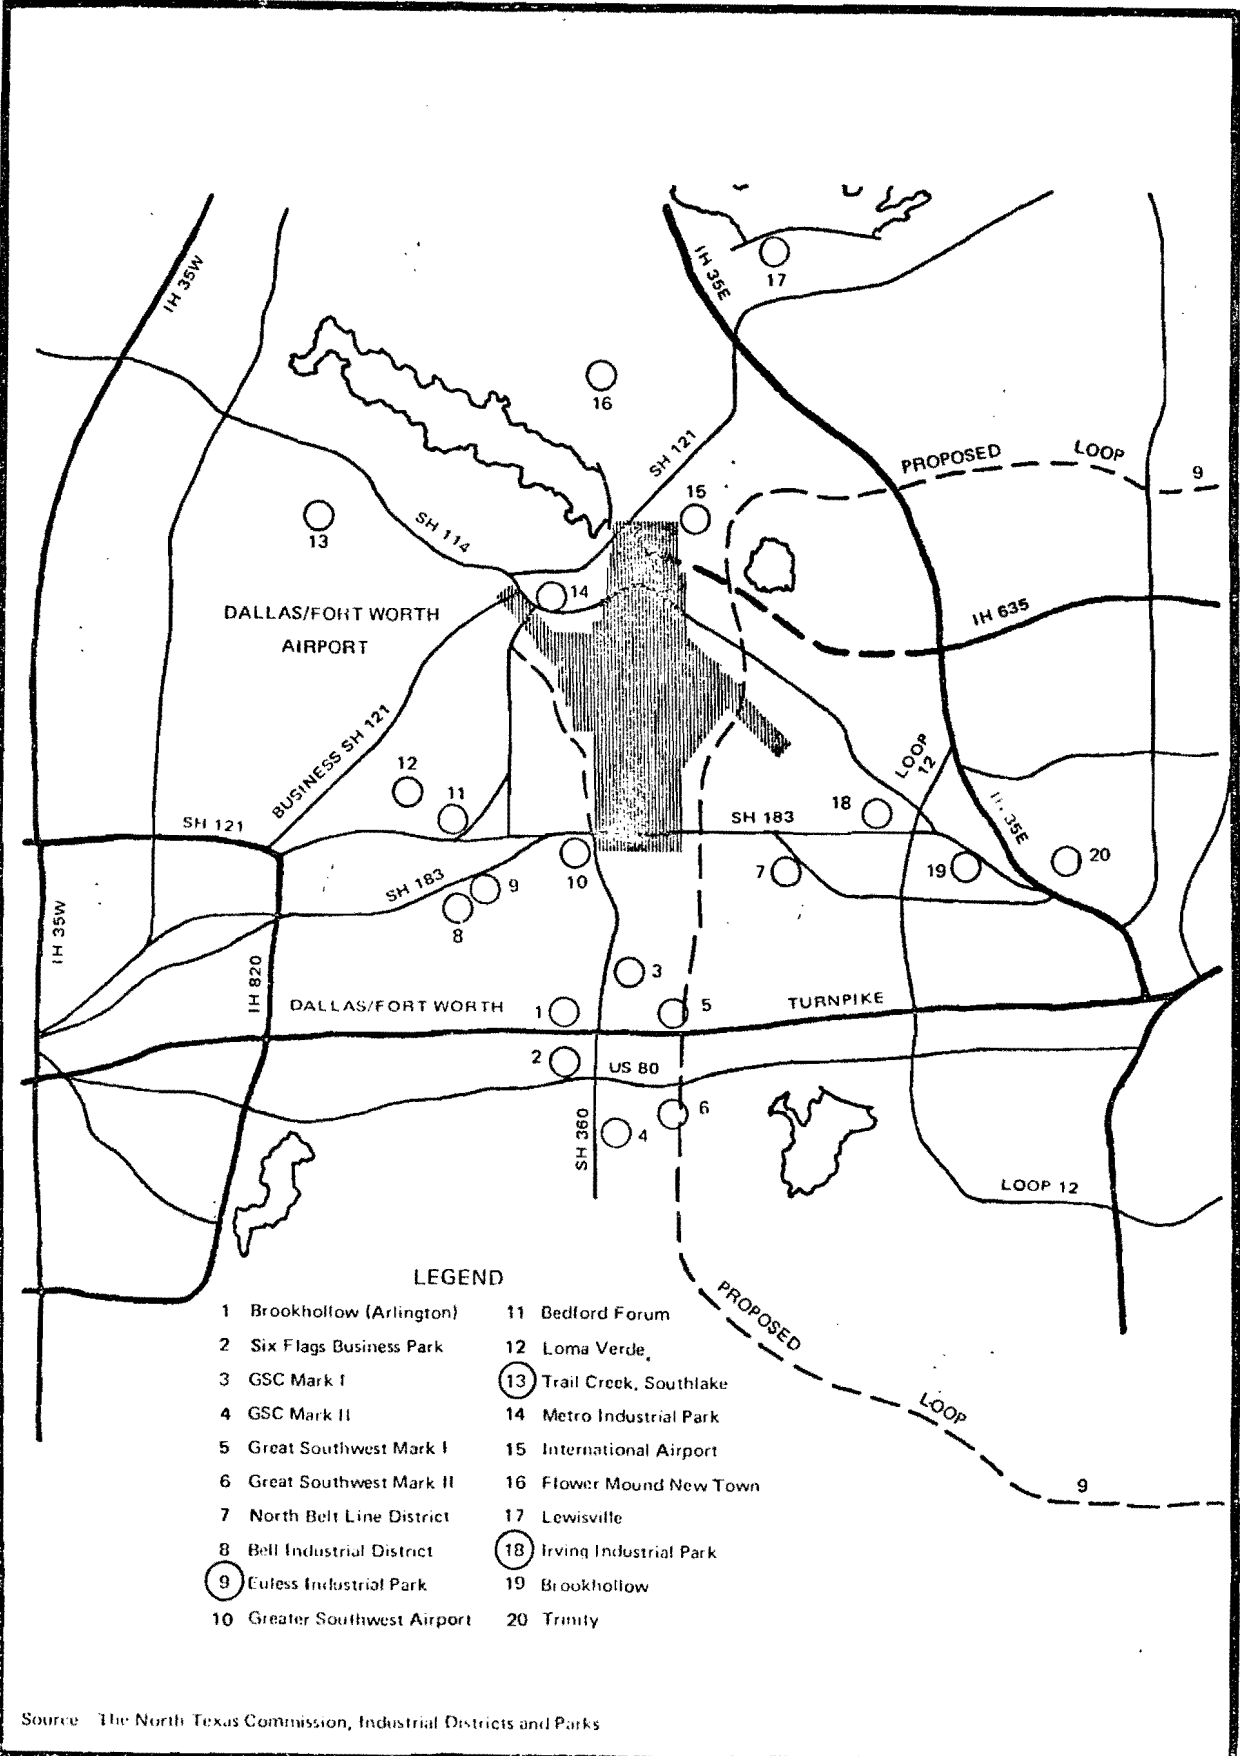 IH 35W
IH 35E
17
16
SH 121
PROPOSED LOOP 9
15
13
SH 114
14
DALLAS/FORT WORTH
AIRPORT
IH 635
BUSINESS SH 121
12
11
LOOP
12
18
IH 35E
SH 121
SH 183
SH 183
9
10
7
19
20
8
IH 35W
IH 820
3
DALLAS/FORT WORTH
1
5
TURNPIKE
2
US 80
6
4
SH 360
LOOP 12
PROPOSED
LOOP
9
LEGEND
1 Brookhollow (Arlington)
2 Six Flags Business Park
3 GSC Mark I
4 GSC Mark II
5 Great Southwest Mark I
6 Great Southwest Mark II
7 North Belt Line District
8 Bell Industrial District
9 Euless Industrial Park
10 Greater Southwest Airport
11 Bedford Forum
12 Loma Verde
13 Trail Creek, Southlake
14 Metro Industrial Park
15 International Airport
16 Flower Mound New Town
17 Lewisville
18 Irving Industrial Park
19 Brookhollow
20 Trinity
Source The North Texas Commission, Industrial Districts and Parks